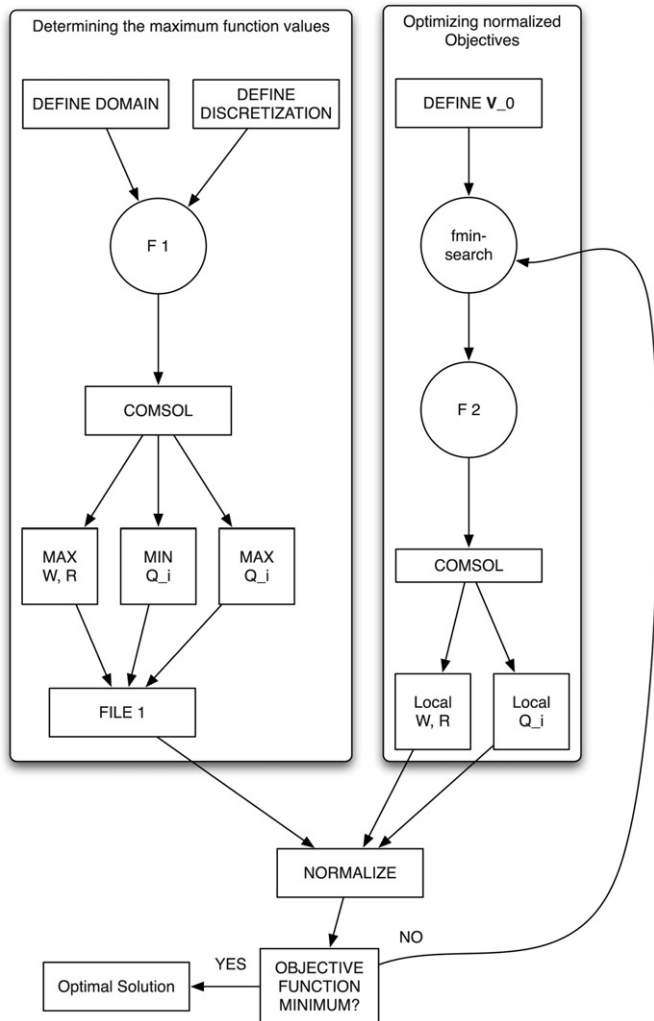 Determining the maximum function values
DEFINE DOMAIN
DEFINE
DISCRETIZATION
F 1
COMSOL
MAX
W, R
MIN
Q_i
MAX
Q_i
FILE 1
Optimizing normalized
Objectives
DEFINE V_0
fmin-
search
F 2
COMSOL
Local
W, R
Local
Q_i
NORMALIZE
OBJECTIVE
FUNCTION
MINIMUM?
YES
NO
Optimal Solution